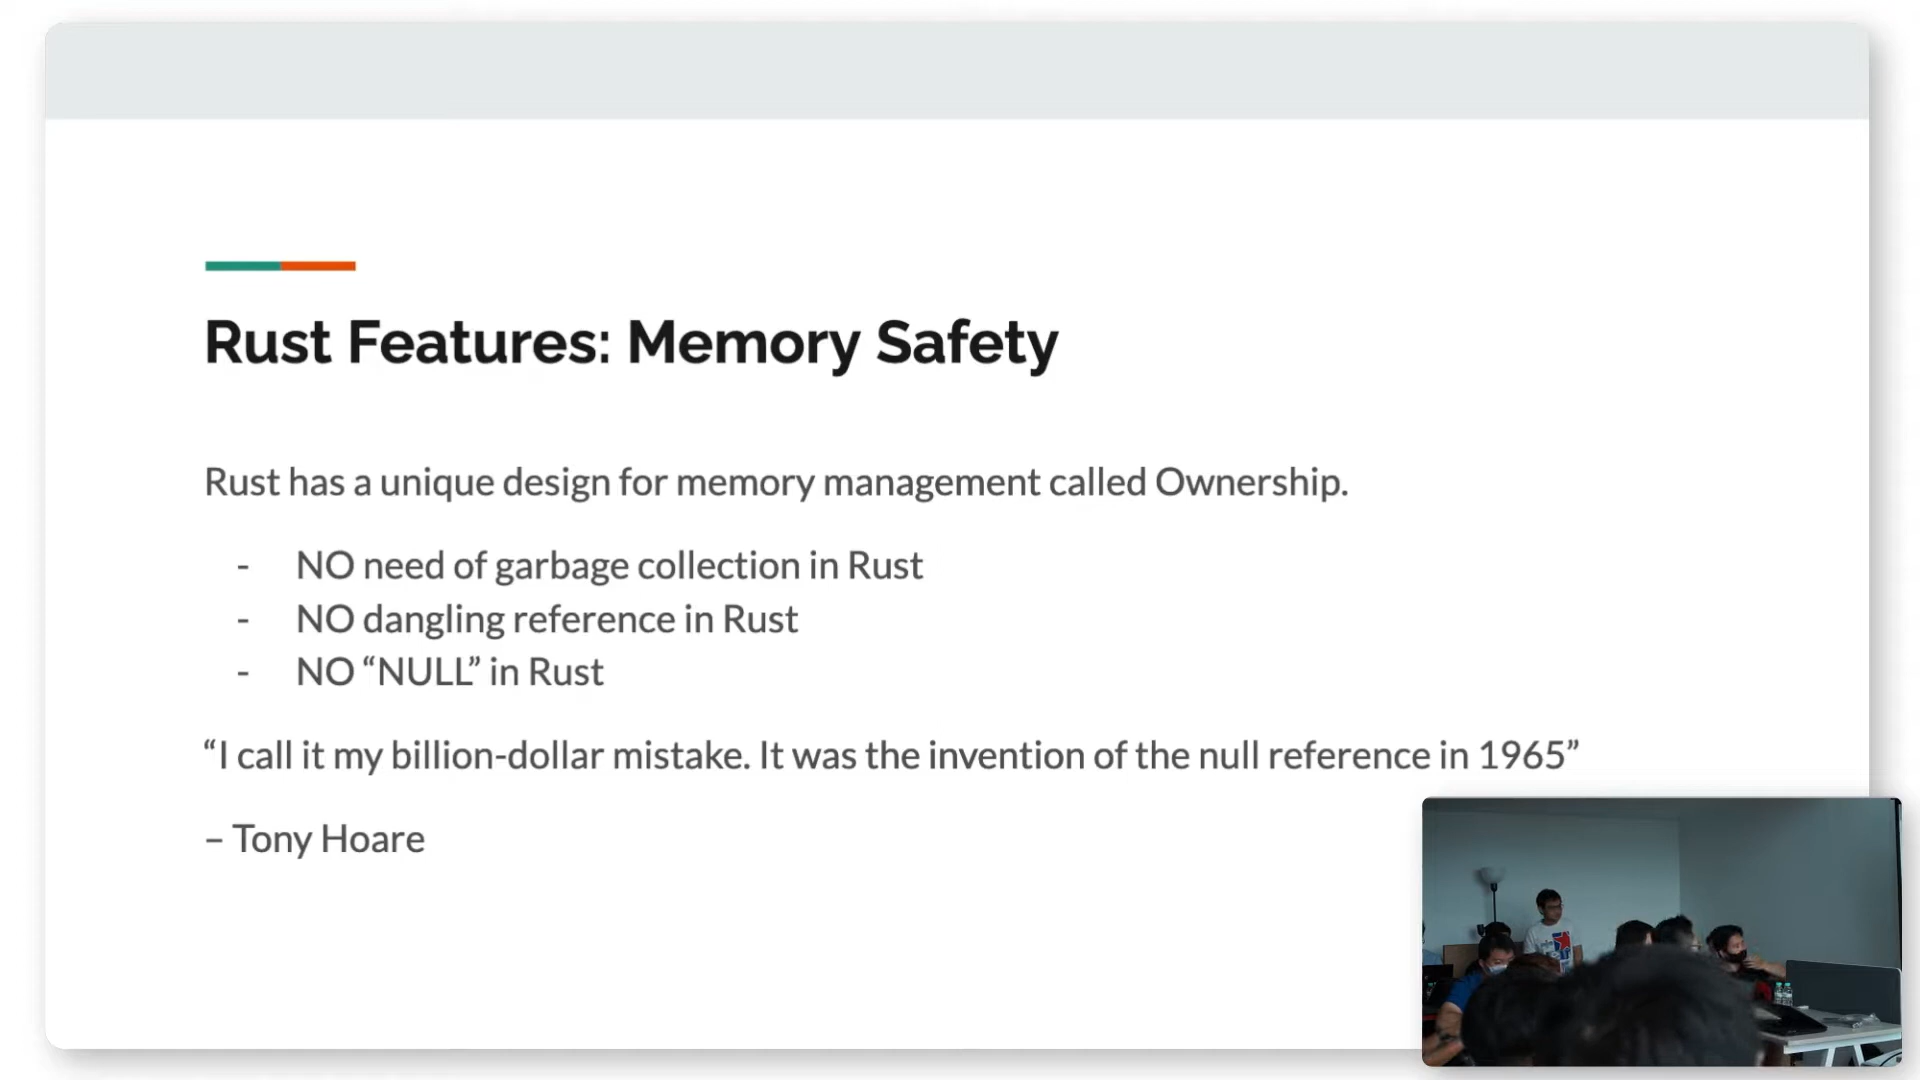 Rust Features: Memory Safety
Rust has a unique design for memory management called Ownership.
- NO need of garbage collection in Rust
- NO dangling reference in Rust
- NO “NULL” in Rust
“I call it my billion-dollar mistake. It was the invention of the null reference in 1965”
– Tony Hoare